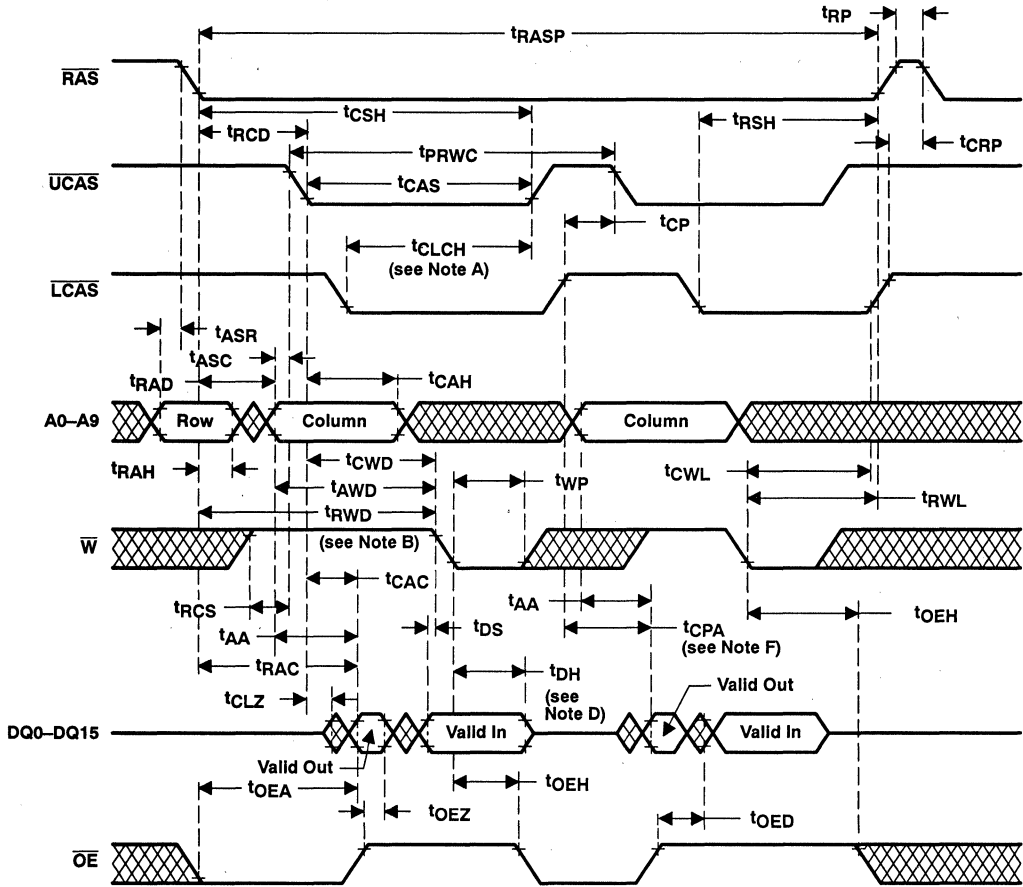 tRP
tRASP
RAS
tCSH
tRCD
tRSH
tPRWC
tCRP
UCAS
tCAS
tCP
tCLCH
(see Note A)
LCAS
tASR
tASC
tRAD
tCAH
A0–A9
Row
Column
Column
tRAH
tCWD
tWP
tCWL
tAWD
tRWL
tRWD
(see Note B)
W
tCAC
tRCS
tAA
tOEH
tAA
tDS
tCPA
(see Note F)
tRAC
tDH
(see
Note D)
tCLZ
Valid Out
DQ0–DQ15
Valid In
Valid In
Valid Out
tOEH
tOEA
tOEZ
tOED
OE